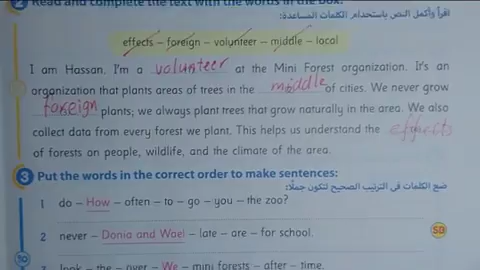 2 Read and complete the text with the words in the box:
اقرأ وأكمل النص باستخدام الكلمات المساعدة:
effects – foreign – volunteer – middle – local
I am Hassan. I'm a volunteer at the Mini Forest organization. It's an
organization that plants areas of trees in the middle of cities. We never grow
foreign plants; we always plant trees that grow naturally in the area. We also
collect data from every forest we plant. This helps us understand the effects
of forests on people, wildlife, and the climate of the area.
3 Put the words in the correct order to make sentences:
ضع الكلمات في الترتيب الصحيح لتكون جملًا:
1 do – How – often – to – go – you – the zoo?
2 never – Donia and Wael – late – are – for school.
SB
3 look – the – over – We – mini forests – after – time.